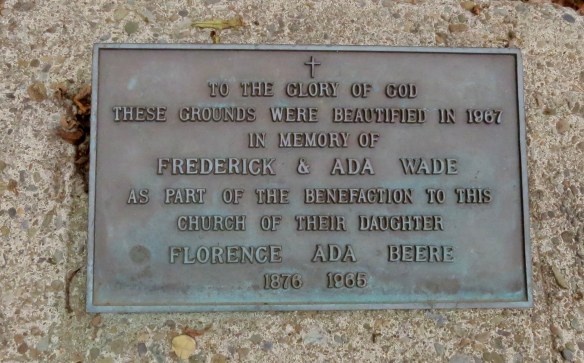 TO THE GLORY OF GOD
THESE GROUNDS WERE BEAUTIFIED IN 1967
IN MEMORY OF
FREDERICK & ADA WADE
AS PART OF THE BENEFACTION TO THIS
CHURCH OF THEIR DAUGHTER
FLORENCE ADA BEERE
1876 1965